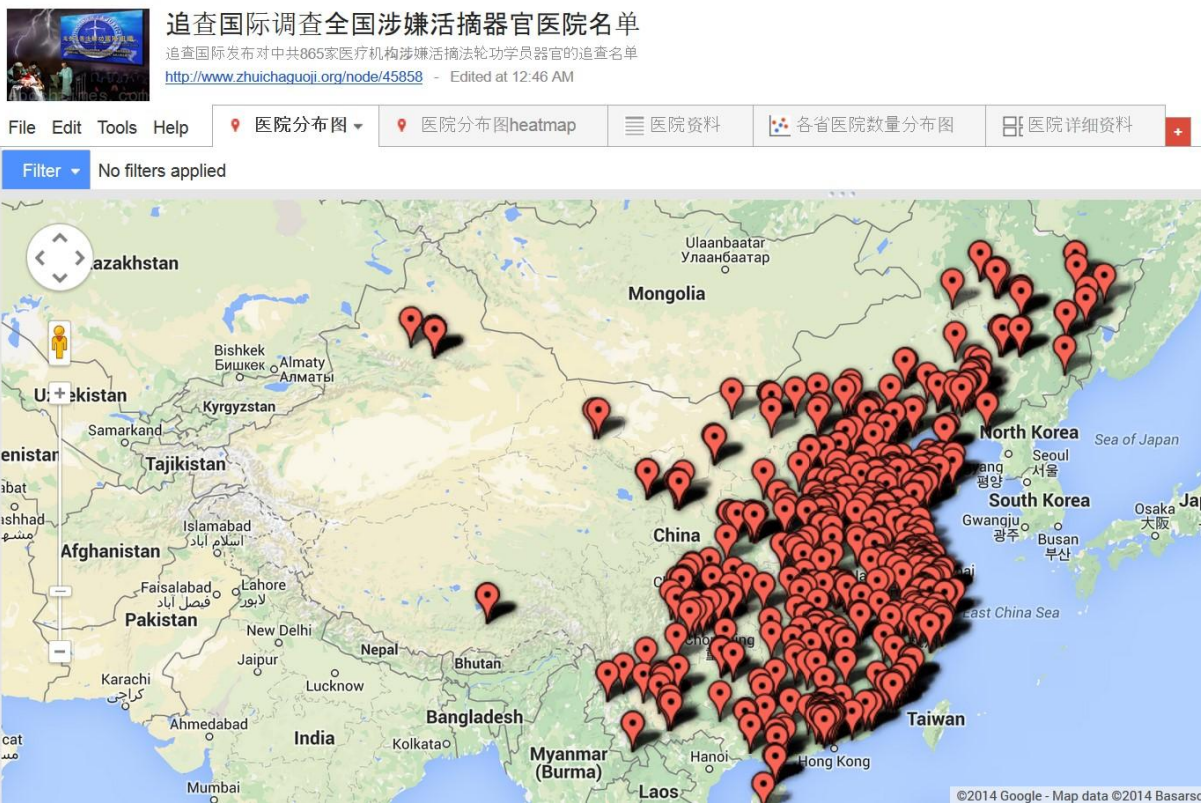 追查国际调查全国涉嫌活摘器官医院名单
追查国际发布对中共865家医疗机构涉嫌活摘法轮功学员器官的追查名单
http://www.zhuichaguoji.org/node/45858 - Edited at 12:46 AM
File Edit Tools Help
医院分布图
医院分布图heatmap
医院资料
各省医院数量分布图
医院详细资料
+
Filter
No filters applied
Ulaanbaatar
Улаанбаатар
azakhstan
Mongolia
Bishkek
Бишкек
Almaty
Алматы
Kyrgyzstan
Samarkand
Tajikistan
North Korea
Sea of Japan
Seoul
서울
평양
South Korea
Osaka
大阪
Gwangju
광주
Busan
부산
China
Islamabad
اسلام آباد
Afghanistan
Faisalabad
فیصل آباد
Lahore
لاہور
Pakistan
East China Sea
New Delhi
Nepal
Bhutan
Jaipur
Lucknow
Karachi
کراچی
Ahmedabad
Bangladesh
Taiwan
India
Kolkata
Myanmar
(Burma)
Hanoi
Hong Kong
Laos
Mumbai
©2014 Google - Map data ©2014 Basarso